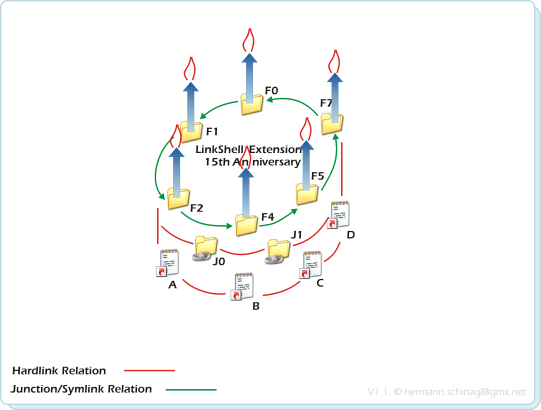 F0
F7
F1
LinkShell Extension
15th Anniversary
F5
F2
F4
D
J1
J0
A
C
B
Hardlink Relation
Junction/Symlink Relation
V1.1, © hermann.schinagl@gmx.net